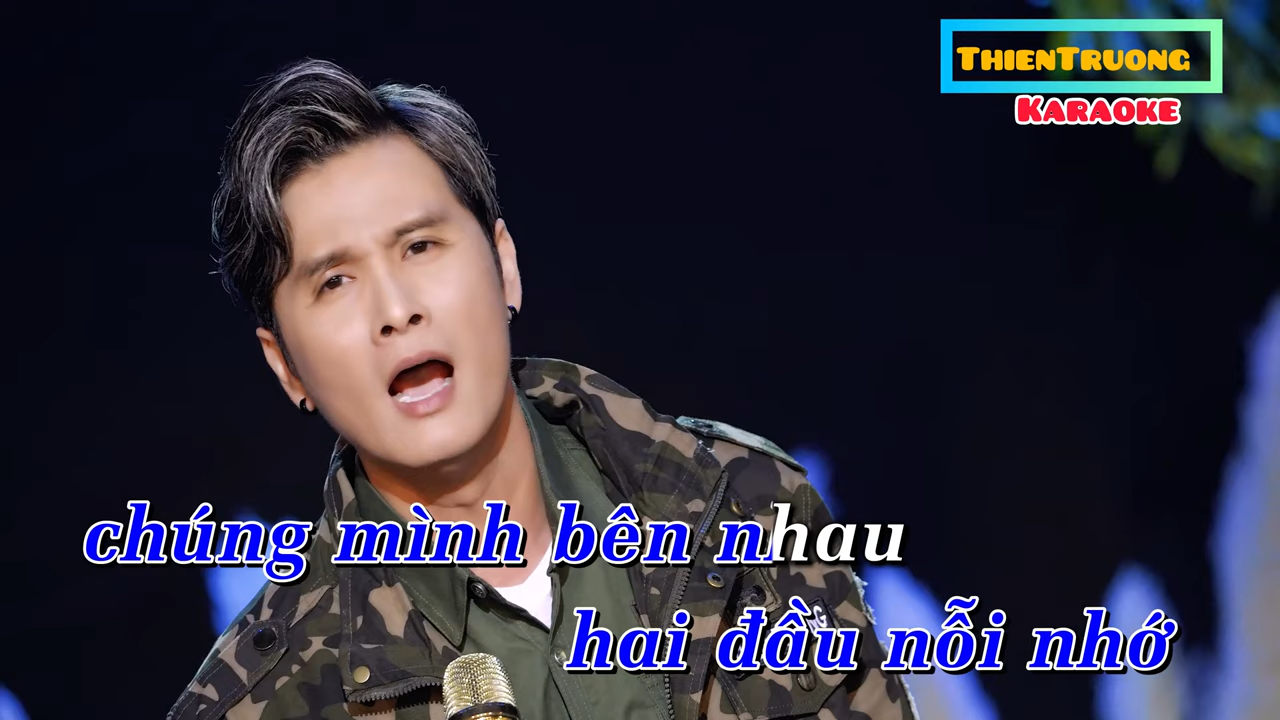 THIENTRUONG
KARAOKE
chúng mình bên nhau
hai đầu nỗi nhớ